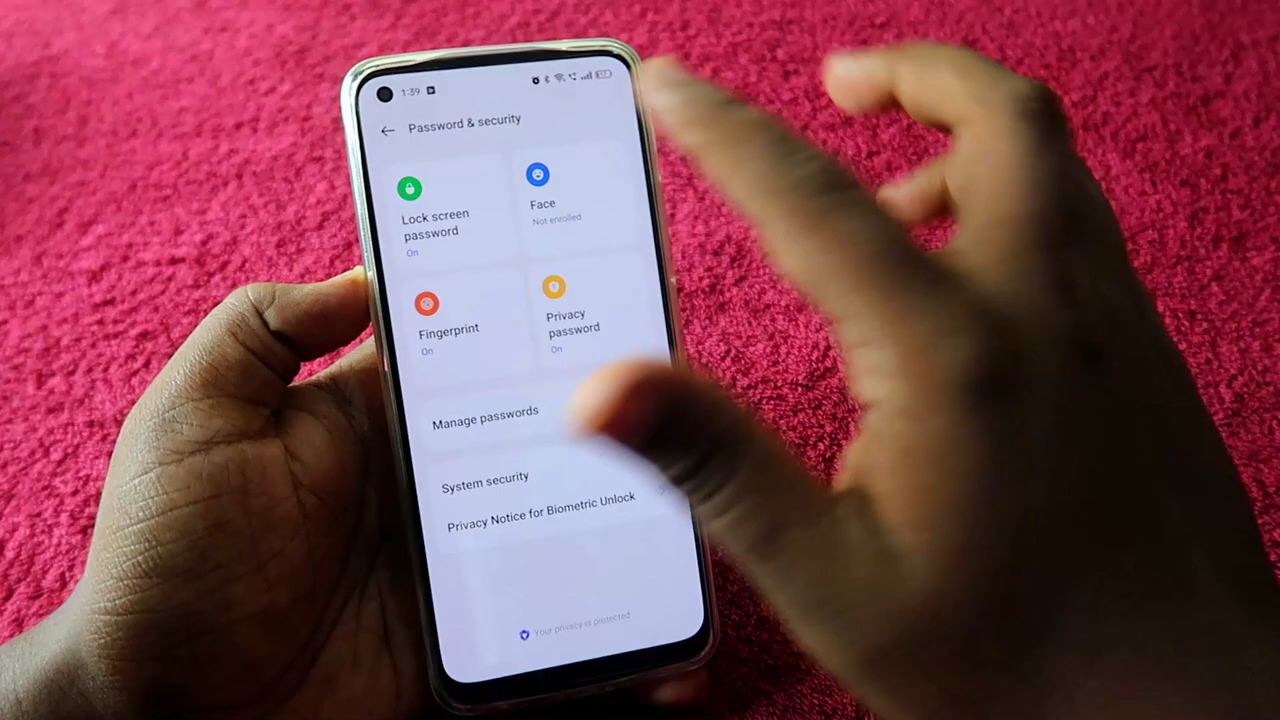 1:39
Password & security
Lock screen
password
On
Face
Not enrolled
Fingerprint
On
Privacy
password
On
Manage passwords
System security
Privacy Notice for Biometric Unlock
Your privacy is protected